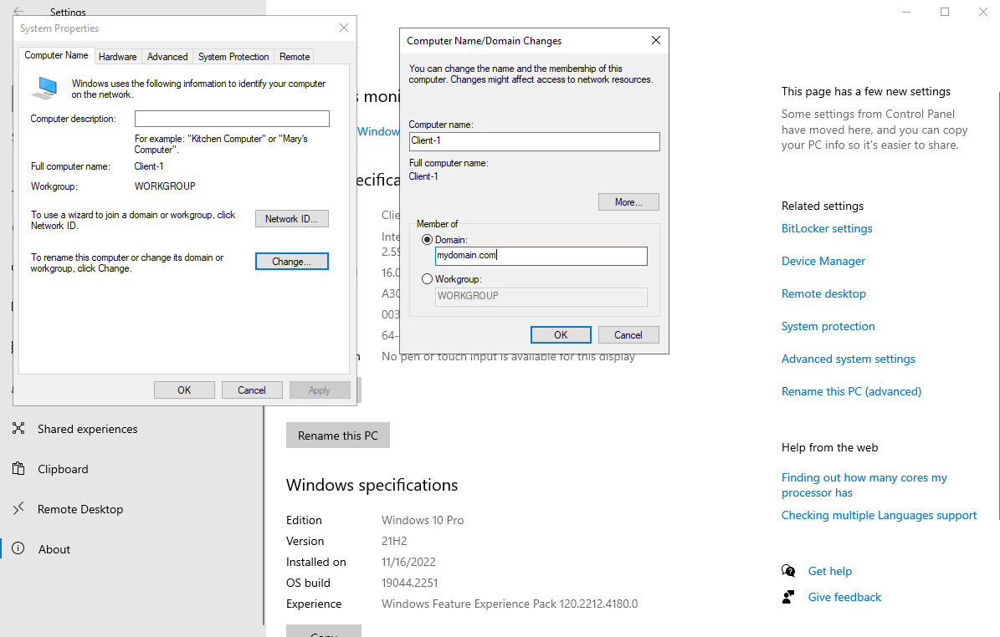 Settings
System Properties
Computer Name
Hardware
Advanced
System Protection
Remote
Windows uses the following information to identify your computer
on the network.
Computer description:
For example: "Kitchen Computer" or "Mary's
Computer".
Full computer name:
Client-1
Workgroup:
WORKGROUP
To use a wizard to join a domain or workgroup, click
Network ID.
Network ID...
To rename this computer or change its domain or
workgroup, click Change.
Change...
OK
Cancel
Apply
Shared experiences
Clipboard
Remote Desktop
About
s moni
Window
ecifica
Clie
Inte
2.59
16.0
A30
003
64-
No pen or touch input is available for this display
Computer Name/Domain Changes
You can change the name and the membership of this
computer. Changes might affect access to network resources.
Computer name:
Client-1
Full computer name:
Client-1
More...
Member of
Domain:
mydomain.com
Workgroup:
WORKGROUP
OK
Cancel
Rename this PC
Windows specifications
Edition
Windows 10 Pro
Version
21H2
Installed on
11/16/2022
OS build
19044.2251
Experience
Windows Feature Experience Pack 120.2212.4180.0
Copy
This page has a few new settings
Some settings from Control Panel
have moved here, and you can copy
your PC info so it's easier to share.
Related settings
BitLocker settings
Device Manager
Remote desktop
System protection
Advanced system settings
Rename this PC (advanced)
Help from the web
Finding out how many cores my
processor has
Checking multiple Languages support
Get help
Give feedback